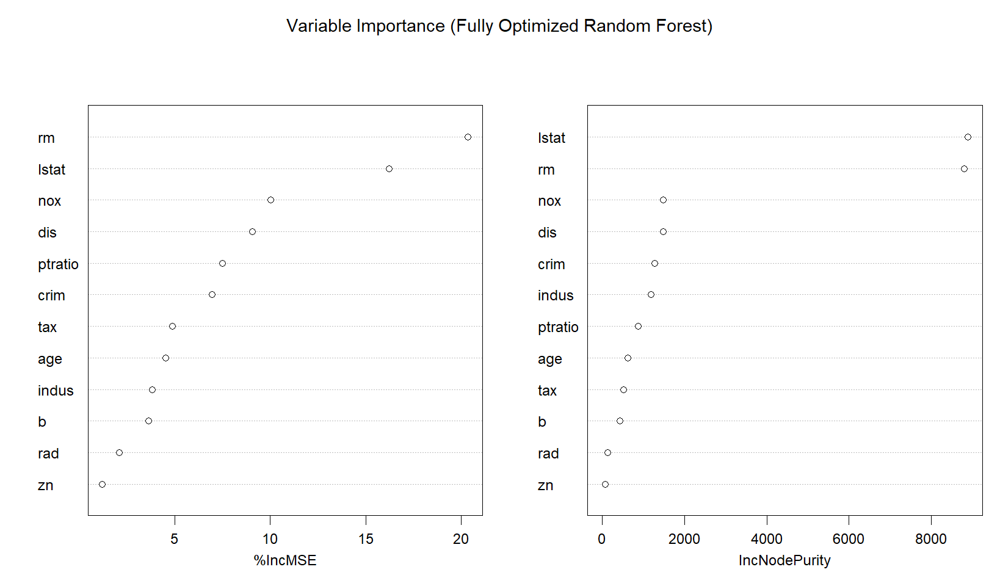 Variable Importance (Fully Optimized Random Forest)
rm
lstat
nox
dis
ptratio
crim
tax
age
indus
b
rad
zn
5 10 15 20
%IncMSE
lstat
rm
nox
dis
crim
indus
ptratio
age
tax
b
rad
zn
0 2000 4000 6000 8000
IncNodePurity